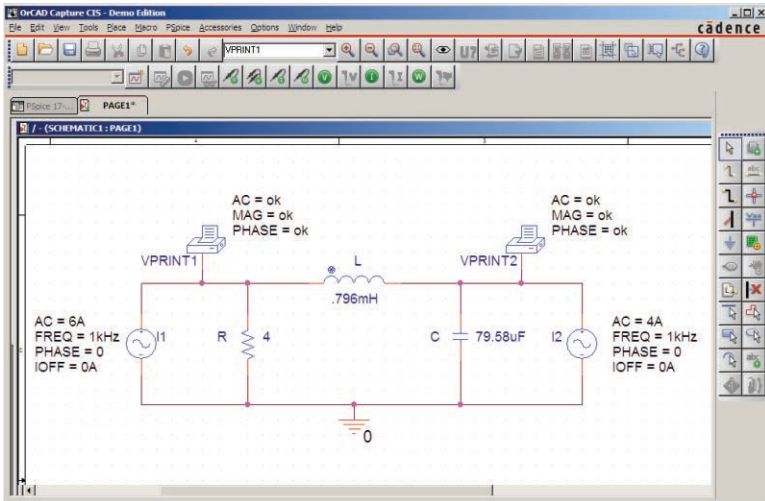 OrCAD Capture CIS - Demo Edition
File Edit View Tools Place Macro PSpice Accessories Options Window Help
cādence
VPRINT1
U?
V I W
PSpice 17-... PAGE1*
/ - (SCHEMATIC1 : PAGE1)
AC = ok
MAG = ok
PHASE = ok
VPRINT1
AC = ok
MAG = ok
PHASE = ok
VPRINT2
L
.796mH
AC = 6A
FREQ = 1kHz
PHASE = 0
IOFF = 0A
I1
R 4
C 79.58uF
I2
AC = 4A
FREQ = 1kHz
PHASE = 0
IOFF = 0A
0